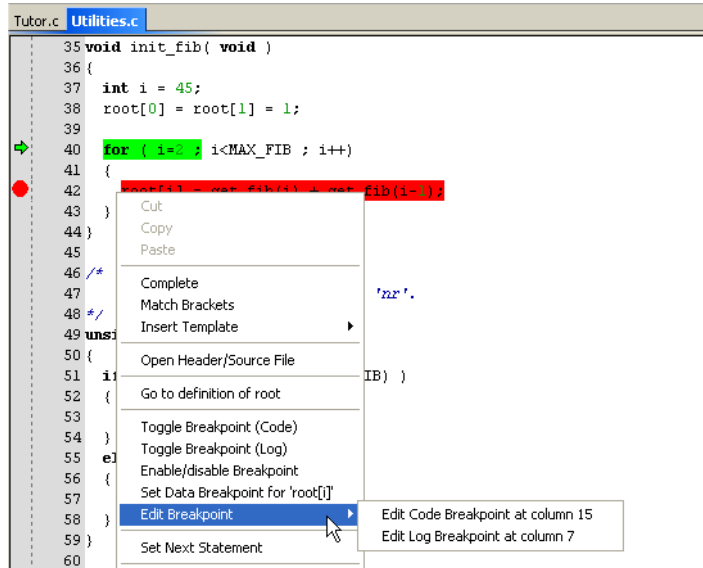 Tutor.c Utilities.c
35 void init_fib( void )
36 {
37 int i = 45;
38 root[0] = root[1] = 1;
39
40 for ( i=2 ; i<MAX_FIB ; i++)
41 {
42 root[i] = get_fib(i) + get_fib(i-1);
43 }
44 }
45
46 /*
47 'nr'.
48 */
49 unsi
50 {
51 if IB) )
52 {
53
54 }
55 el
56 {
57
58 }
59 }
60
Cut
Copy
Paste
Complete
Match Brackets
Insert Template
Open Header/Source File
Go to definition of root
Toggle Breakpoint (Code)
Toggle Breakpoint (Log)
Enable/disable Breakpoint
Set Data Breakpoint for 'root[i]'
Edit Breakpoint
Set Next Statement
Edit Code Breakpoint at column 15
Edit Log Breakpoint at column 7